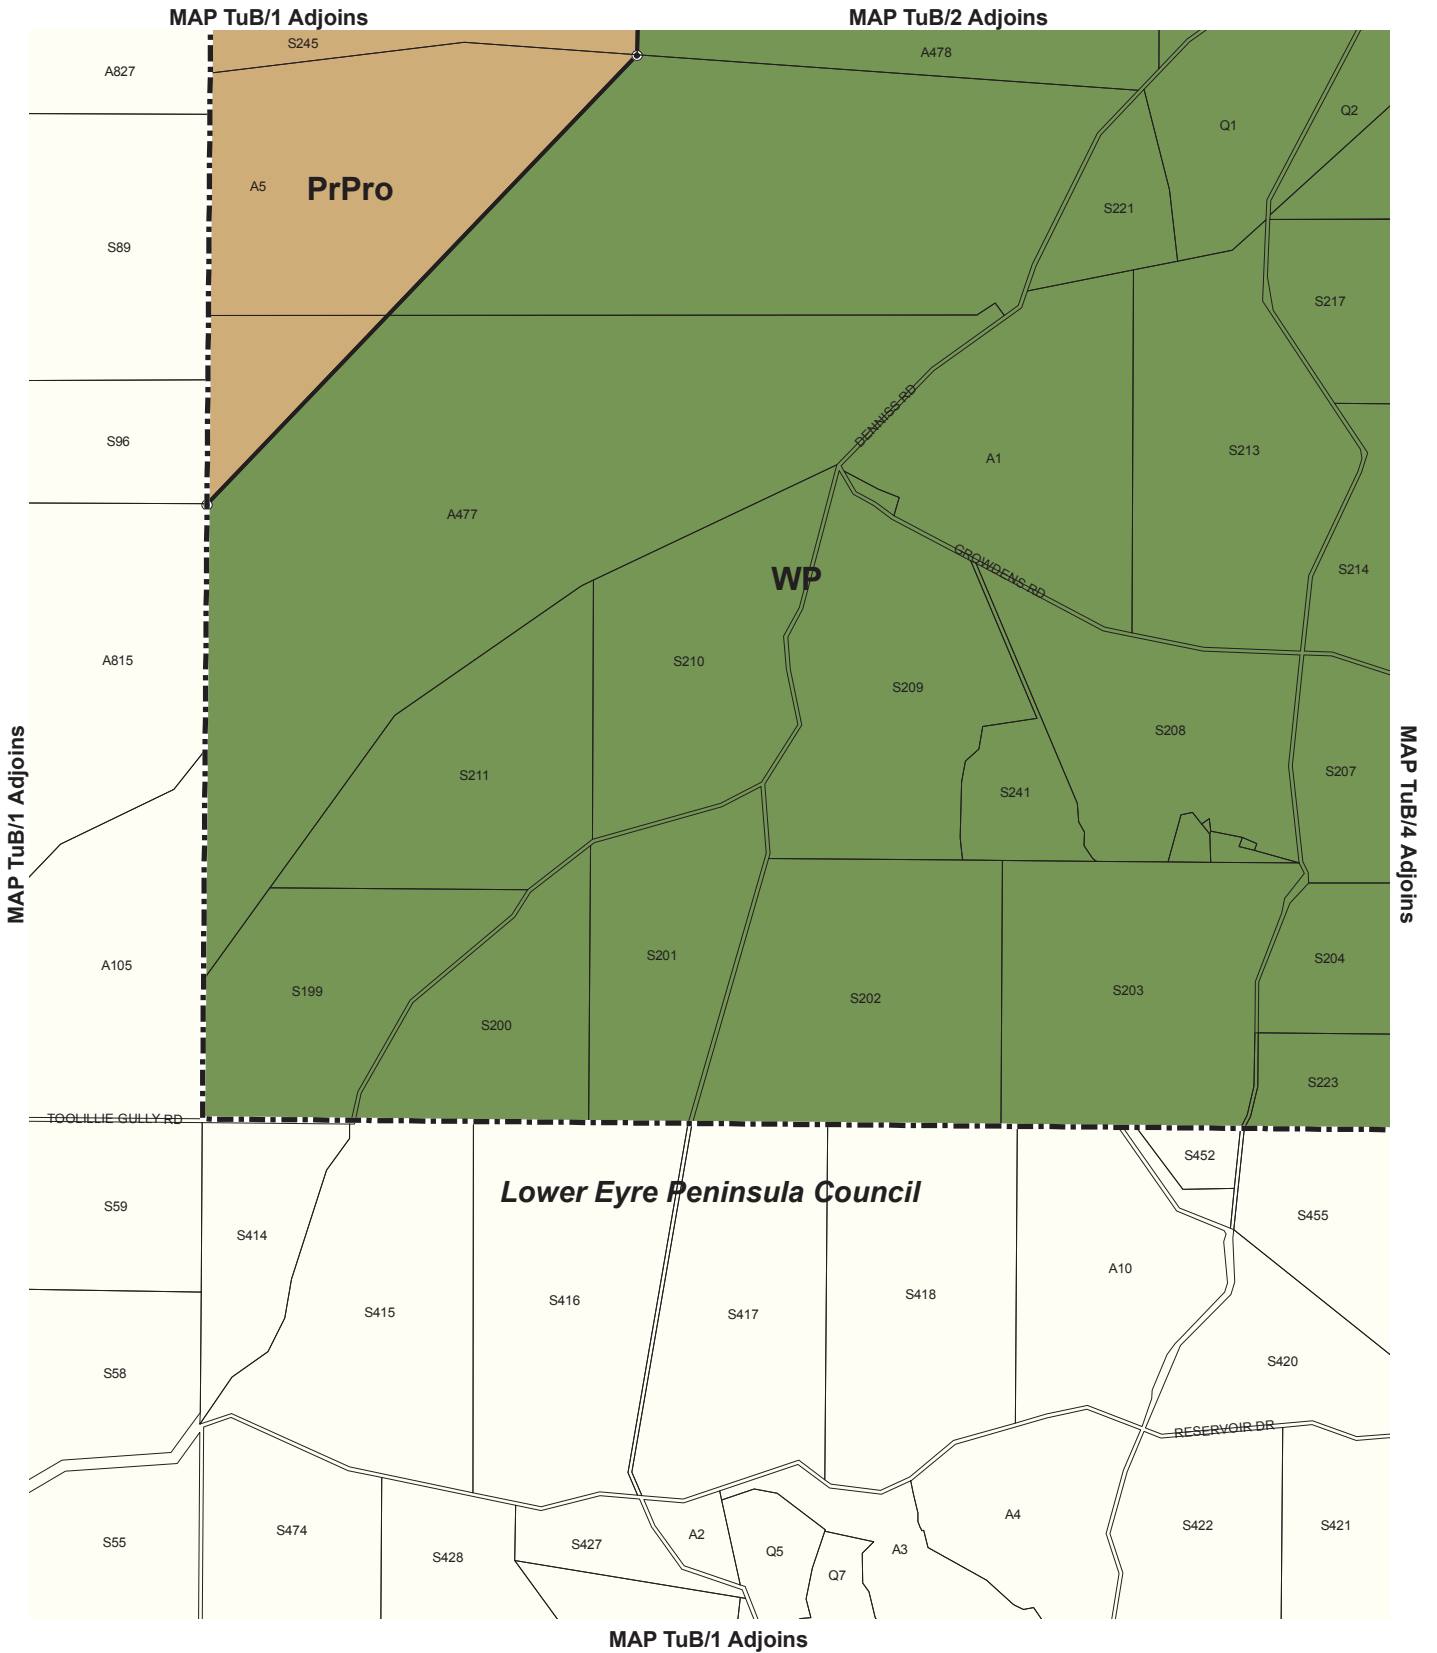 MAP TuB/1 Adjoins
MAP TuB/2 Adjoins
S245
A478
A827
Q2
Q1
A5
PrPro
S221
S89
S217
DENNISS RD
S96
A1
S213
A477
GROWDENS RD
S214
WP
A815
S210
S209
S208
S211
S241
S207
MAP TuB/1 Adjoins
MAP TuB/4 Adjoins
A105
S201
S204
S199
S202
S203
S200
S223
TOOLILLIE GULLY RD
S452
Lower Eyre Peninsula Council
S59
S455
S414
A10
S415
S416
S417
S418
S58
S420
RESERVOIR DR
A4
S474
S422
S421
A2
S55
S427
A3
Q5
S428
Q7
MAP TuB/1 Adjoins